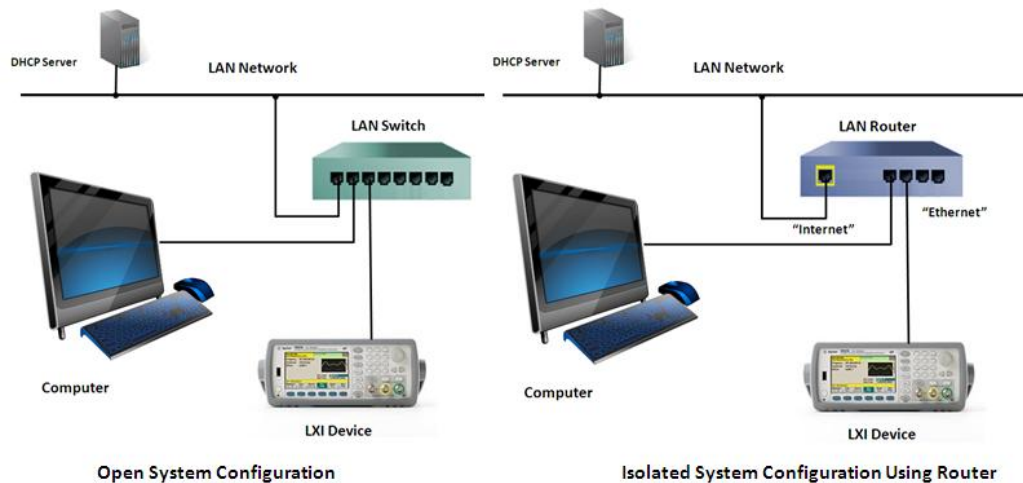 DHCP Server
LAN Network
LAN Switch
Computer
LXI Device
Open System Configuration
DHCP Server
LAN Network
LAN Router
"Internet"
"Ethernet"
Computer
LXI Device
Isolated System Configuration Using Router